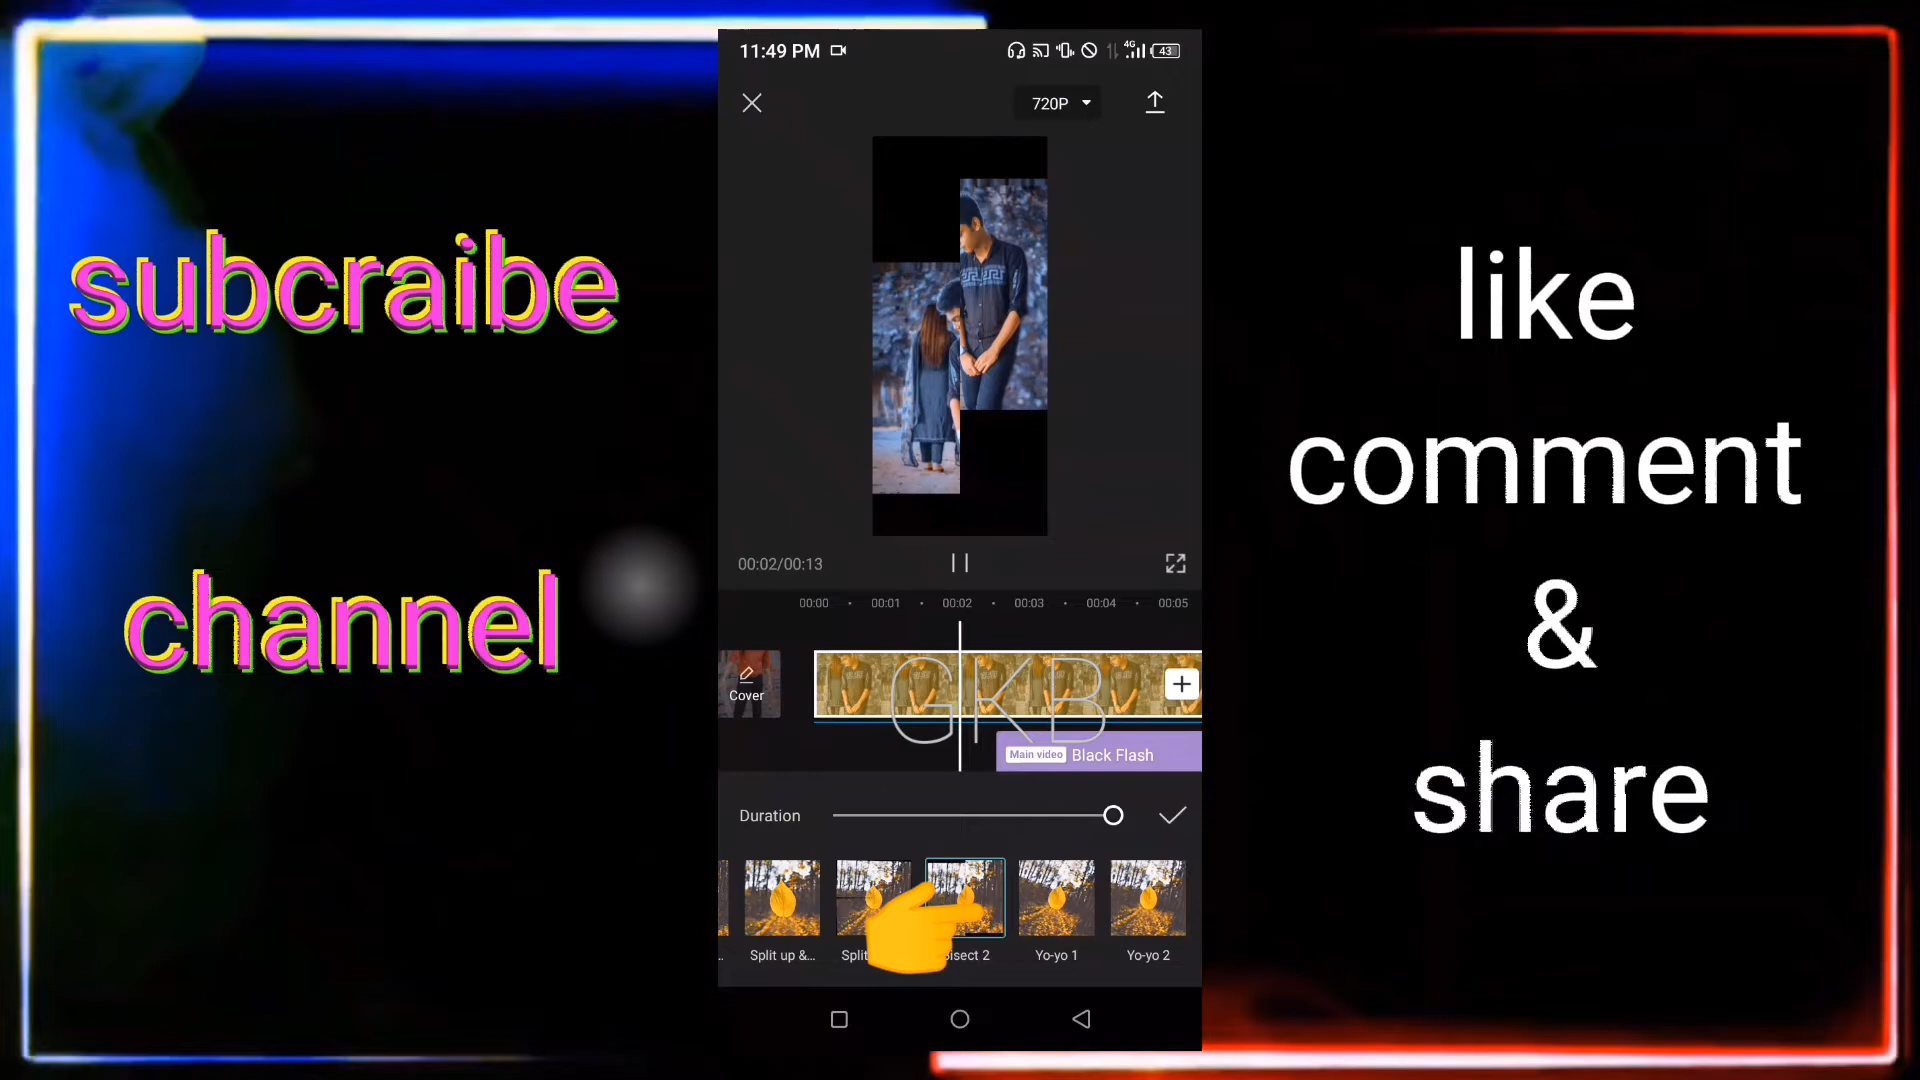 subcraibe
channel
11:49 PM
4G
43
720P
00:02/00:13
00:00
00:01
00:02
00:03
00:04
00:05
Cover
GKB
Main video Black Flash
Duration
Split up &...
Split
isect 2
Yo-yo 1
Yo-yo 2
like
comment
&
share